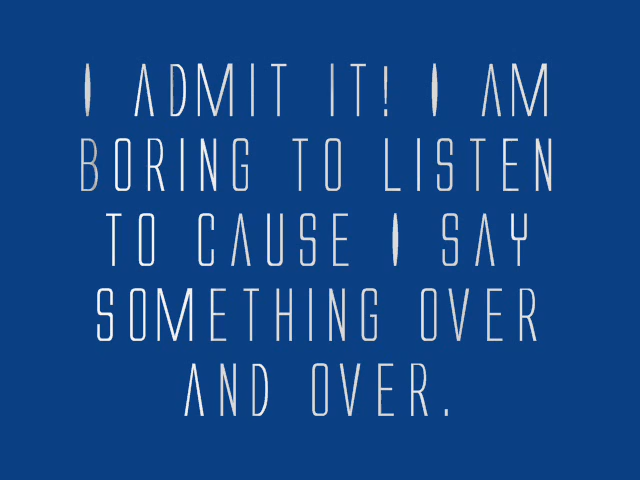 I ADMIT IT! I AM
BORING TO LISTEN
TO CAUSE I SAY
SOMETHING OVER
AND OVER.